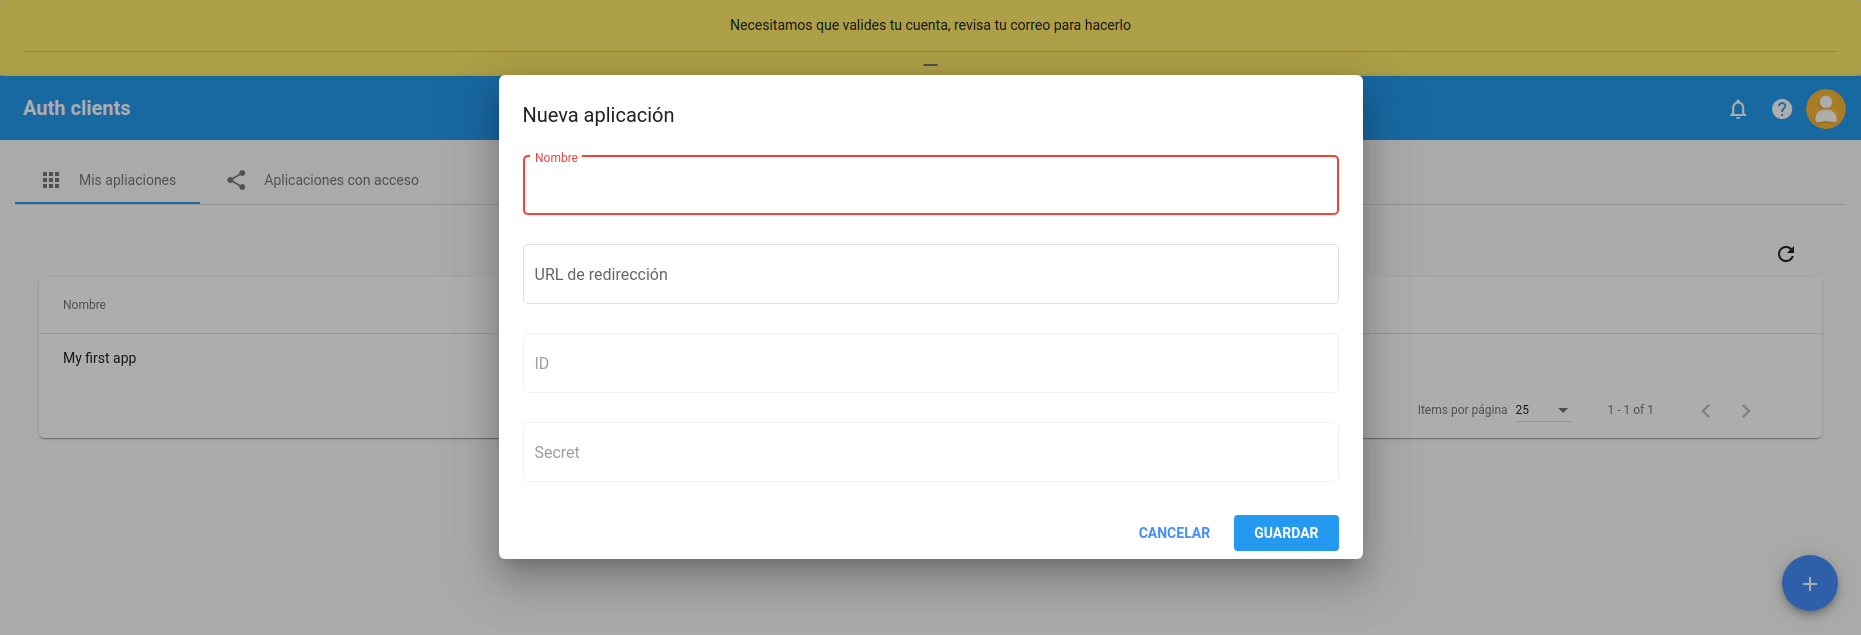 Necesitamos que valides tu cuenta, revisa tu correo para hacerlo
Auth clients
Mis apliaciones
Aplicaciones con acceso
Nombre
My first app
Items por página 25
1 - 1 of 1
Nueva aplicación
Nombre
URL de redirección
ID
Secret
CANCELAR
GUARDAR